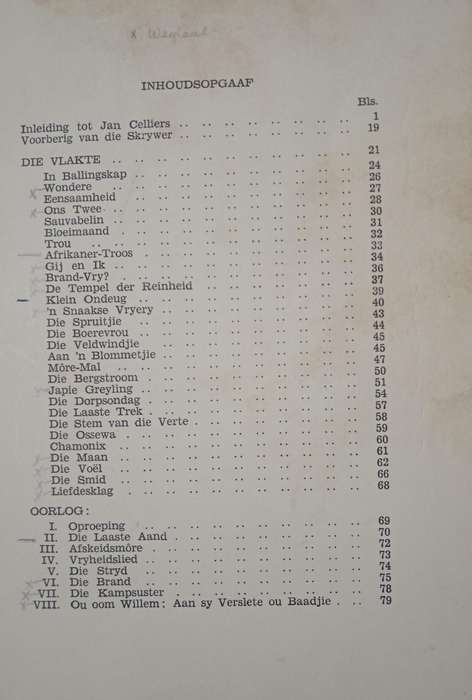 x Weglaat
INHOUDSOPGAAF
Bls.
Inleiding tot Jan Celliers .. .. .. .. .. .. .. .. 1
Voorberig van die Skrywer .. .. .. .. .. .. .. .. 19
DIE VLAKTE .. .. .. .. .. .. .. .. .. .. .. 21
In Ballingskap .. .. .. .. .. .. .. .. .. .. 24
Wondere .. .. .. .. .. .. .. .. .. .. .. 26
Eensaamheid .. .. .. .. .. .. .. .. .. .. 27
Ons Twee .. .. .. .. .. .. .. .. .. .. .. 28
Sauvabelin .. .. .. .. .. .. .. .. .. .. .. 30
Bloeimaand . .. .. .. .. .. .. .. .. .. .. 31
Trou .. .. .. .. .. .. .. .. .. .. .. .. 32
Afrikaner-Troos . .. .. .. .. .. .. .. .. .. 33
Gij en Ik .. .. .. .. .. .. .. .. .. .. .. 34
Brand-Vry? . .. .. .. .. .. .. .. .. .. .. 36
De Tempel der Reinheid .. .. .. .. .. .. .. 37
Klein Ondeug .. .. .. .. .. .. .. .. .. .. 39
'n Snaakse Vryery .. .. .. .. .. .. .. .. .. 40
Die Spruitjie .. .. .. .. .. .. .. .. .. .. 43
Die Boerevrou .. .. .. .. .. .. .. .. .. .. 44
Die Veldwindjie .. .. .. .. .. .. .. .. .. 45
Aan 'n Blommetjie .. .. .. .. .. .. .. .. .. 45
Môre-Mal .. .. .. .. .. .. .. .. .. .. .. 47
Die Bergstroom . .. .. .. .. .. .. .. .. .. 50
Japie Greyling .. .. .. .. .. .. .. .. .. .. 51
Die Dorpsdag . .. .. .. .. .. .. .. .. .. .. 54
Die Laaste Trek . .. .. .. .. .. .. .. .. .. 57
Die Stem van die Verte . .. .. .. .. .. .. .. 58
Die Ossewa . .. .. .. .. .. .. .. .. .. .. 59
Chamonix .. .. .. .. .. .. .. .. .. .. .. 60
Die Maan .. .. .. .. .. .. .. .. .. .. .. 61
Die Voël .. .. .. .. .. .. .. .. .. .. .. 62
Die Smid .. .. .. .. .. .. .. .. .. .. .. 66
Liefdesklag . .. .. .. .. .. .. .. .. .. .. 68
OORLOG:
I. Oproeping .. .. .. .. .. .. .. .. .. .. 69
II. Die Laaste Aand . .. .. .. .. .. .. .. .. 70
III. Afskeidsmôre . .. .. .. .. .. .. .. .. .. 72
IV. Vryheidslied .. .. .. .. .. .. .. .. .. .. 73
V. Die Stryd .. .. .. .. .. .. .. .. .. .. 74
VI. Die Brand .. .. .. .. .. .. .. .. .. .. 75
VII. Die Kampsuster . .. .. .. .. .. .. .. .. 78
VIII. Ou oom Willem: Aan sy Verslete ou Baadjie . .. 79